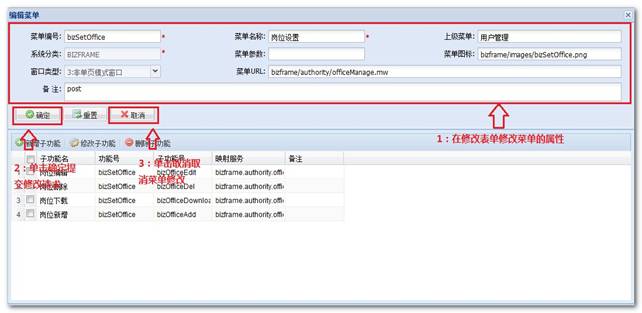 编辑菜单
菜单编号: bizSetOffice * 菜单名称: 岗位设置 * 上级菜单: 用户管理
系统分类: BIZFRAME * 菜单参数: 菜单图标: bizframe/images/bizSetOffice.png
窗口类型: 3:非单页模式窗口 菜单URL: bizframe/authority/officeManage.mw
备 注: post
确定 重置 取消
1:在修改表单修改菜单的属性
新增子功能 修改子功能 删除子功能
子功能名 功能号 子功能号 映射服务 备注
2:单击确定提
交修改请求
3:单击取消取
消菜单修改
岗位编辑 bizSetOffice bizOfficeEdit bizframe.authority.offi
岗位删除 bizSetOffice bizOfficeDel bizframe.authority.offi
3 岗位下载 bizSetOffice bizOfficeDownloa bizframe.authority.offi
4 岗位新增 bizSetOffice bizOfficeAdd bizframe.authority.offi